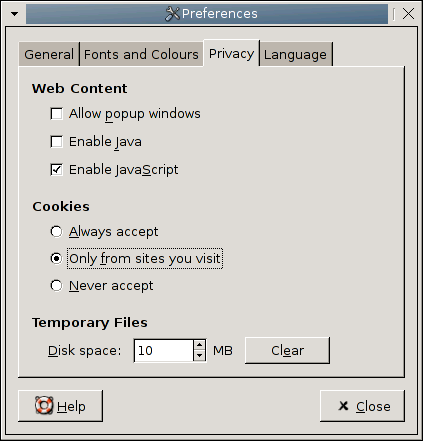 Preferences
General Fonts and Colours Privacy Language
Web Content
Allow popup windows
Enable Java
Enable JavaScript
Cookies
Always accept
Only from sites you visit
Never accept
Temporary Files
Disk space: 10 MB Clear
Help Close